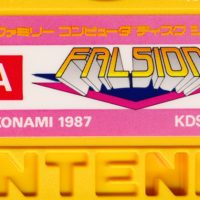 ファミリー コンピュータ ディスク シ
A
FALSION
KONAMI 1987
KDS
NTEN